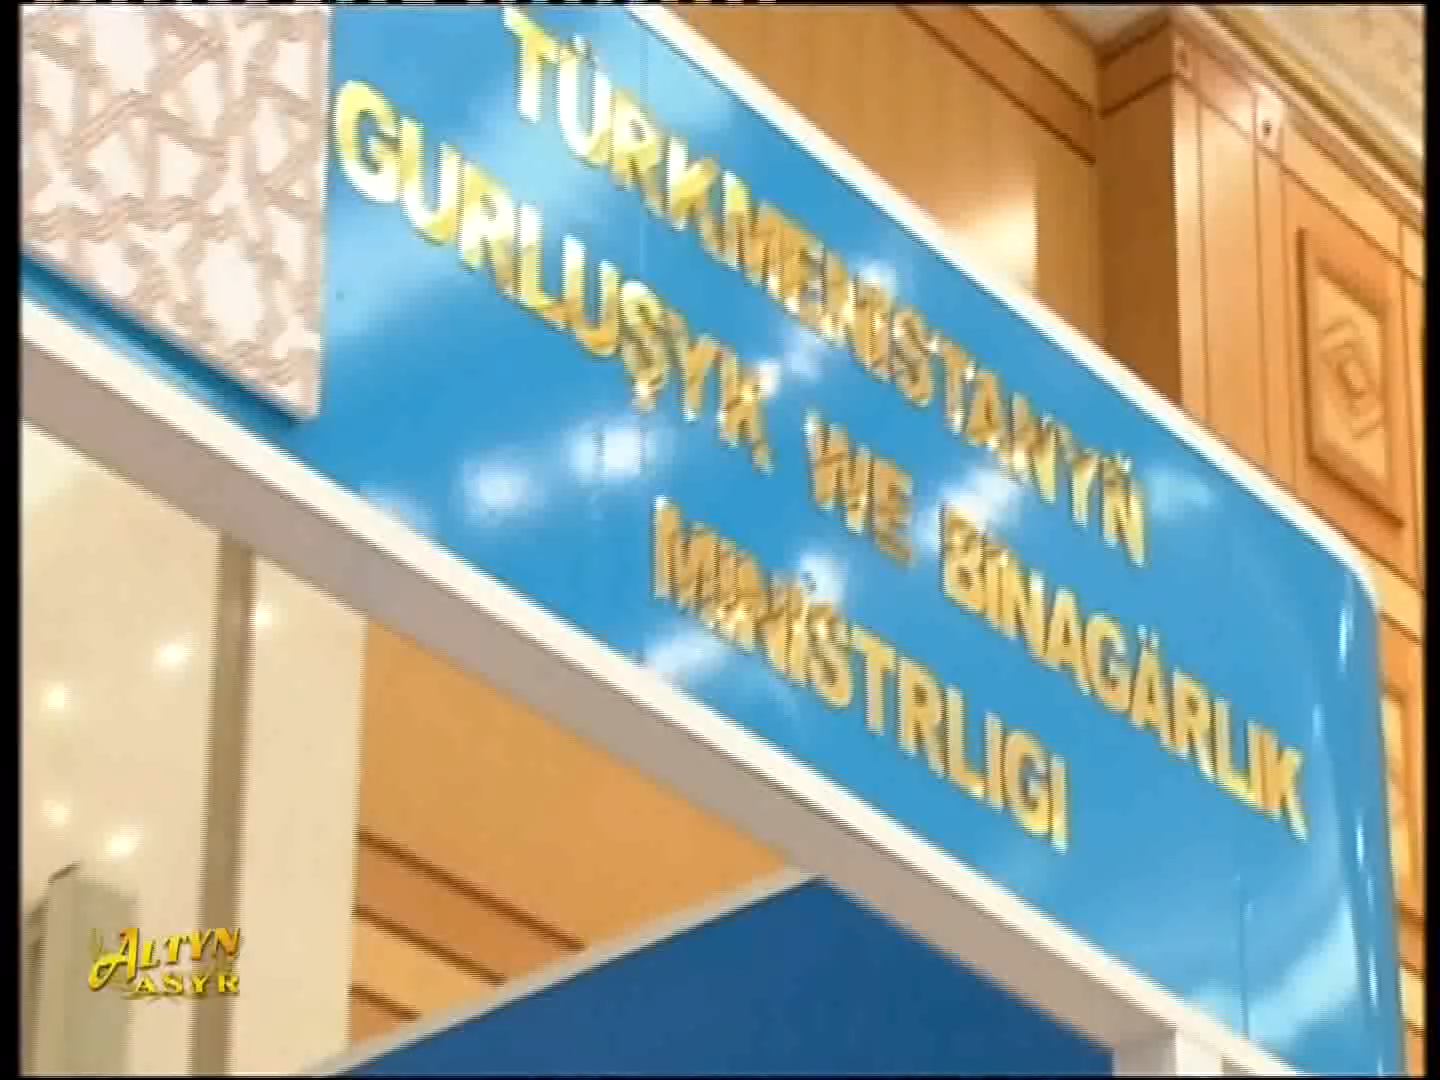 TÜRKMENISTANYŇ
GURLUŞYK WE BINAGÄRLIK
MINISTRLIGI
ALTYN
ASYR